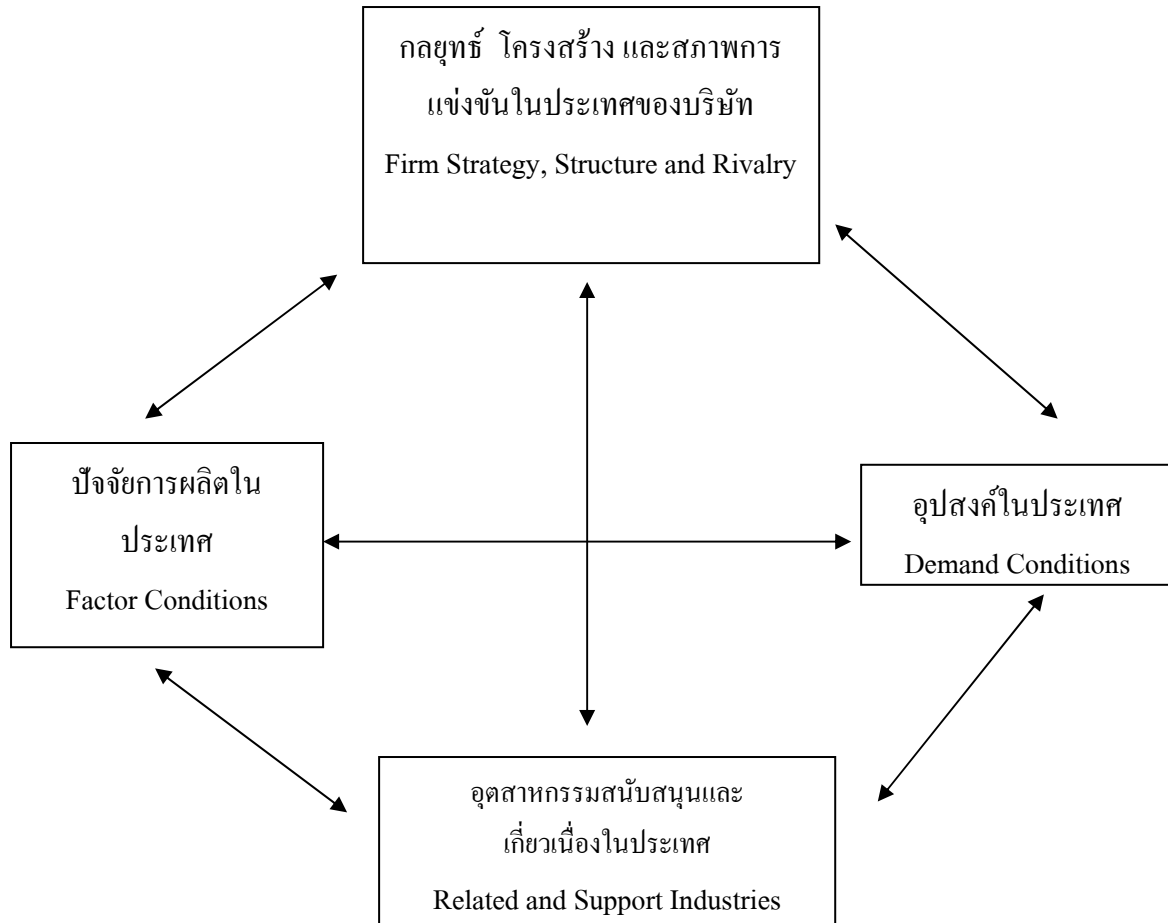 กลยุทธ์ โครงสร้าง และสภาพการ
แข่งขันในประเทศของบริษัท
Firm Strategy, Structure and Rivalry
ปัจจัยการผลิตใน
ประเทศ
Factor Conditions
อุปสงค์ในประเทศ
Demand Conditions
อุตสาหกรรมสนับสนุนและ
เกี่ยวเนื่องในประเทศ
Related and Support Industries